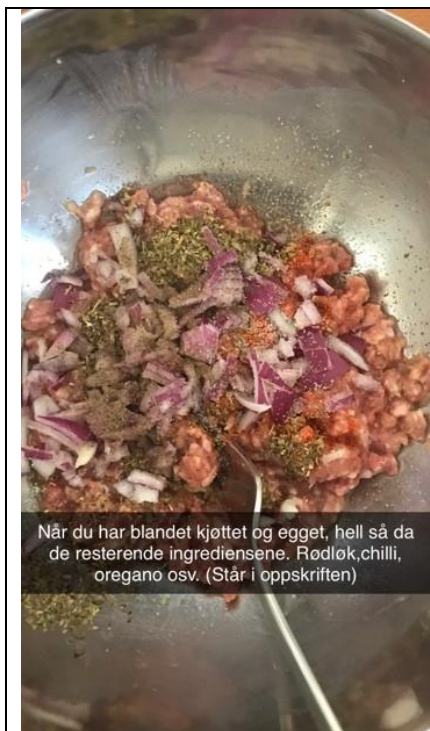 Når du har blandet kjøttet og egget, hell så da
de resterende ingrediensene. Rødløk,chilli,
oregano osv. (Står i oppskriften)